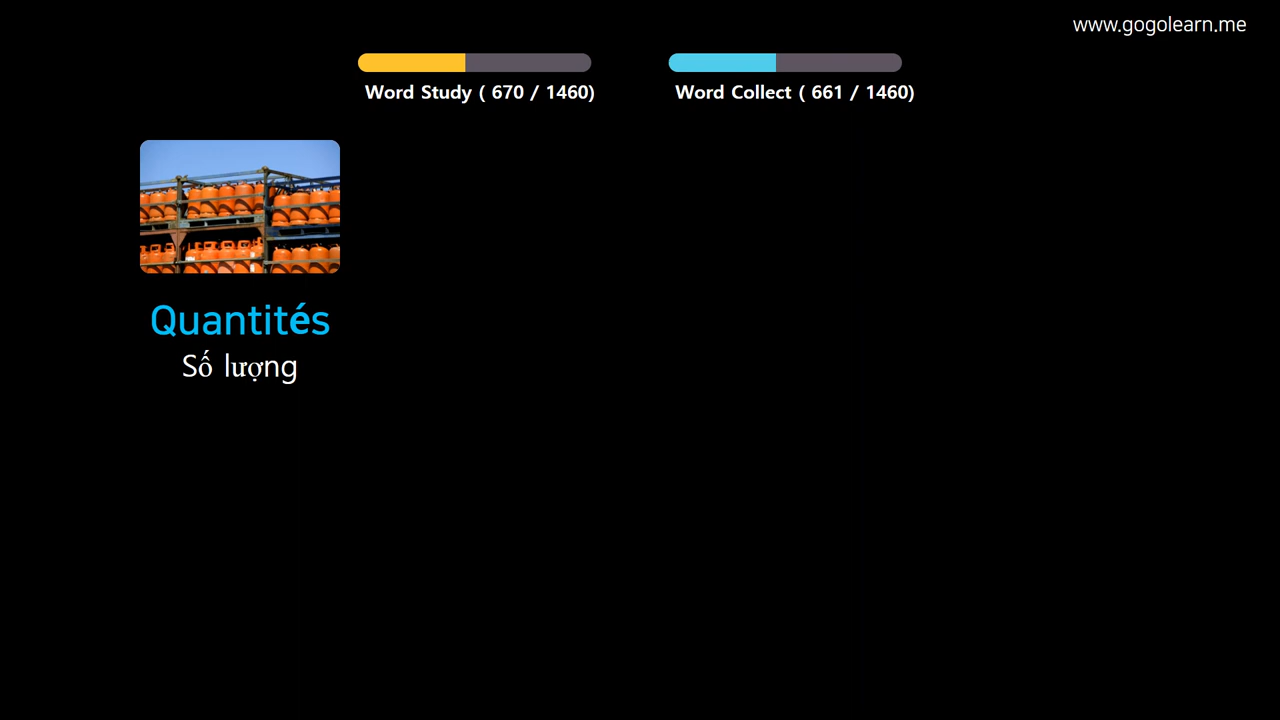 www.gogolearn.me
Word Study ( 670 / 1460)
Word Collect ( 661 / 1460)
Quantités
Số lượng